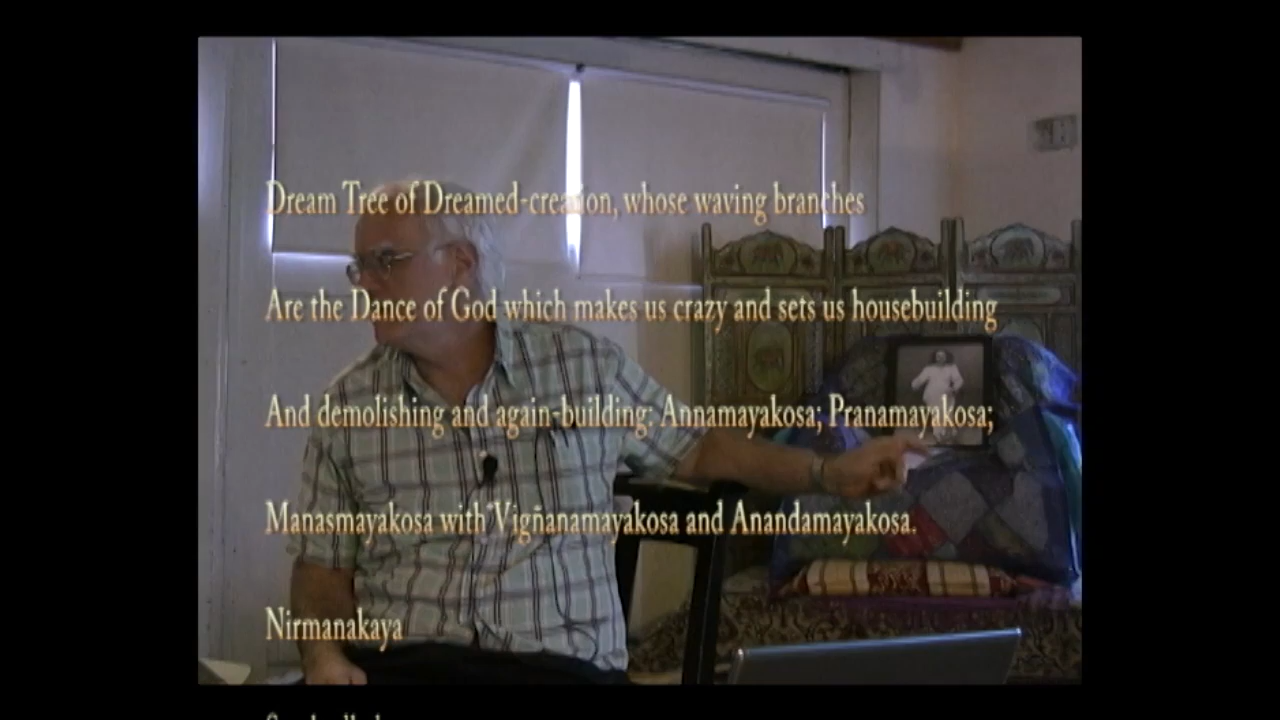 Dream Tree of Dreamed-creation, whose waving branches
Are the Dance of God which makes us crazy and sets us housebuilding
And demolishing and again-building: Annamayakosa; Pranamayakosa;
Manasmayakosa with Vigñanamayakosa and Anandamayakosa.
Nirmanakaya